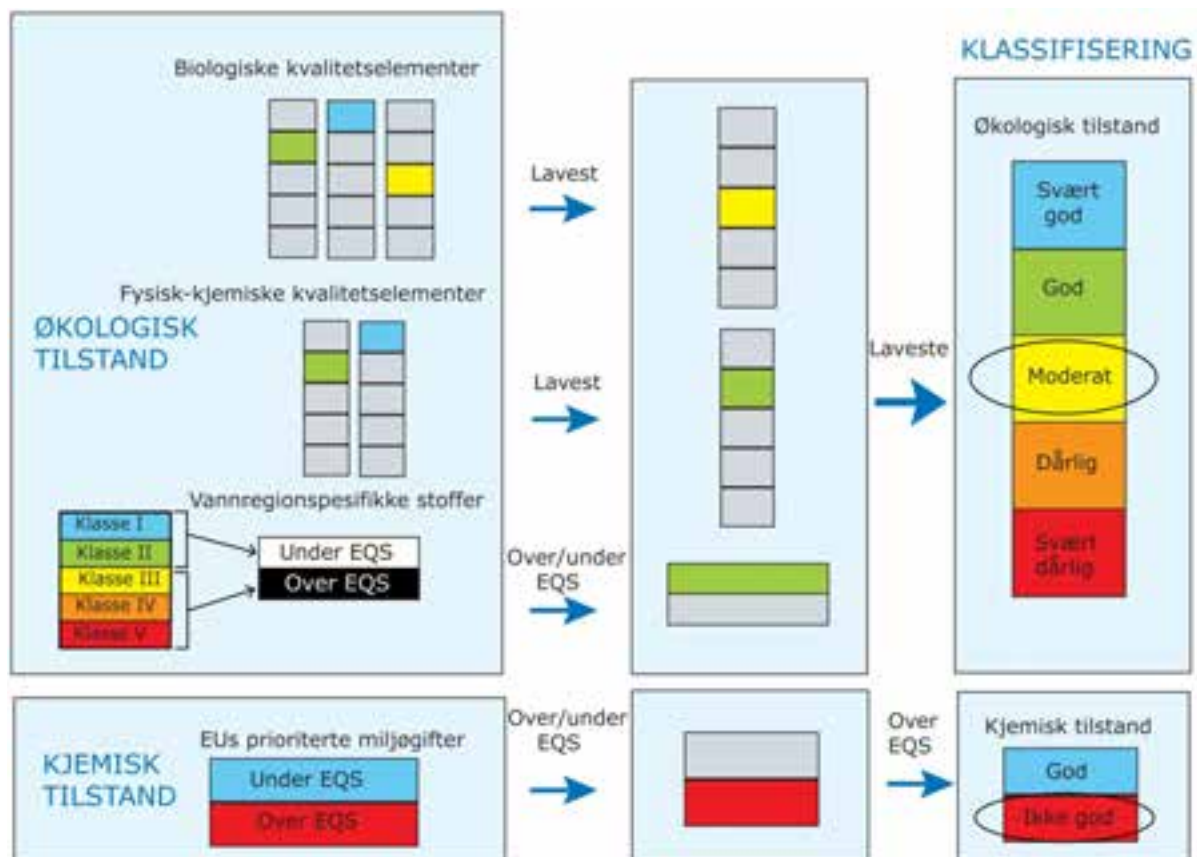 KLASSIFISERING
Biologiske kvalitetselementer
Lavest
Fysisk-kjemiske kvalitetselementer
ØKOLOGISK
TILSTAND
Lavest
Vannregionspesifikke stoffer
Klasse I
Klasse II
Klasse III
Klasse IV
Klasse V
Under EQS
Over EQS
Over/under
EQS
Laveste
Økologisk tilstand
Svært
god
God
Moderat
Dårlig
Svært
dårlig
KJEMISK
TILSTAND
EUs prioriterte miljøgifter
Under EQS
Over EQS
Over/under
EQS
Over
EQS
Kjemisk tilstand
God
Ikke god